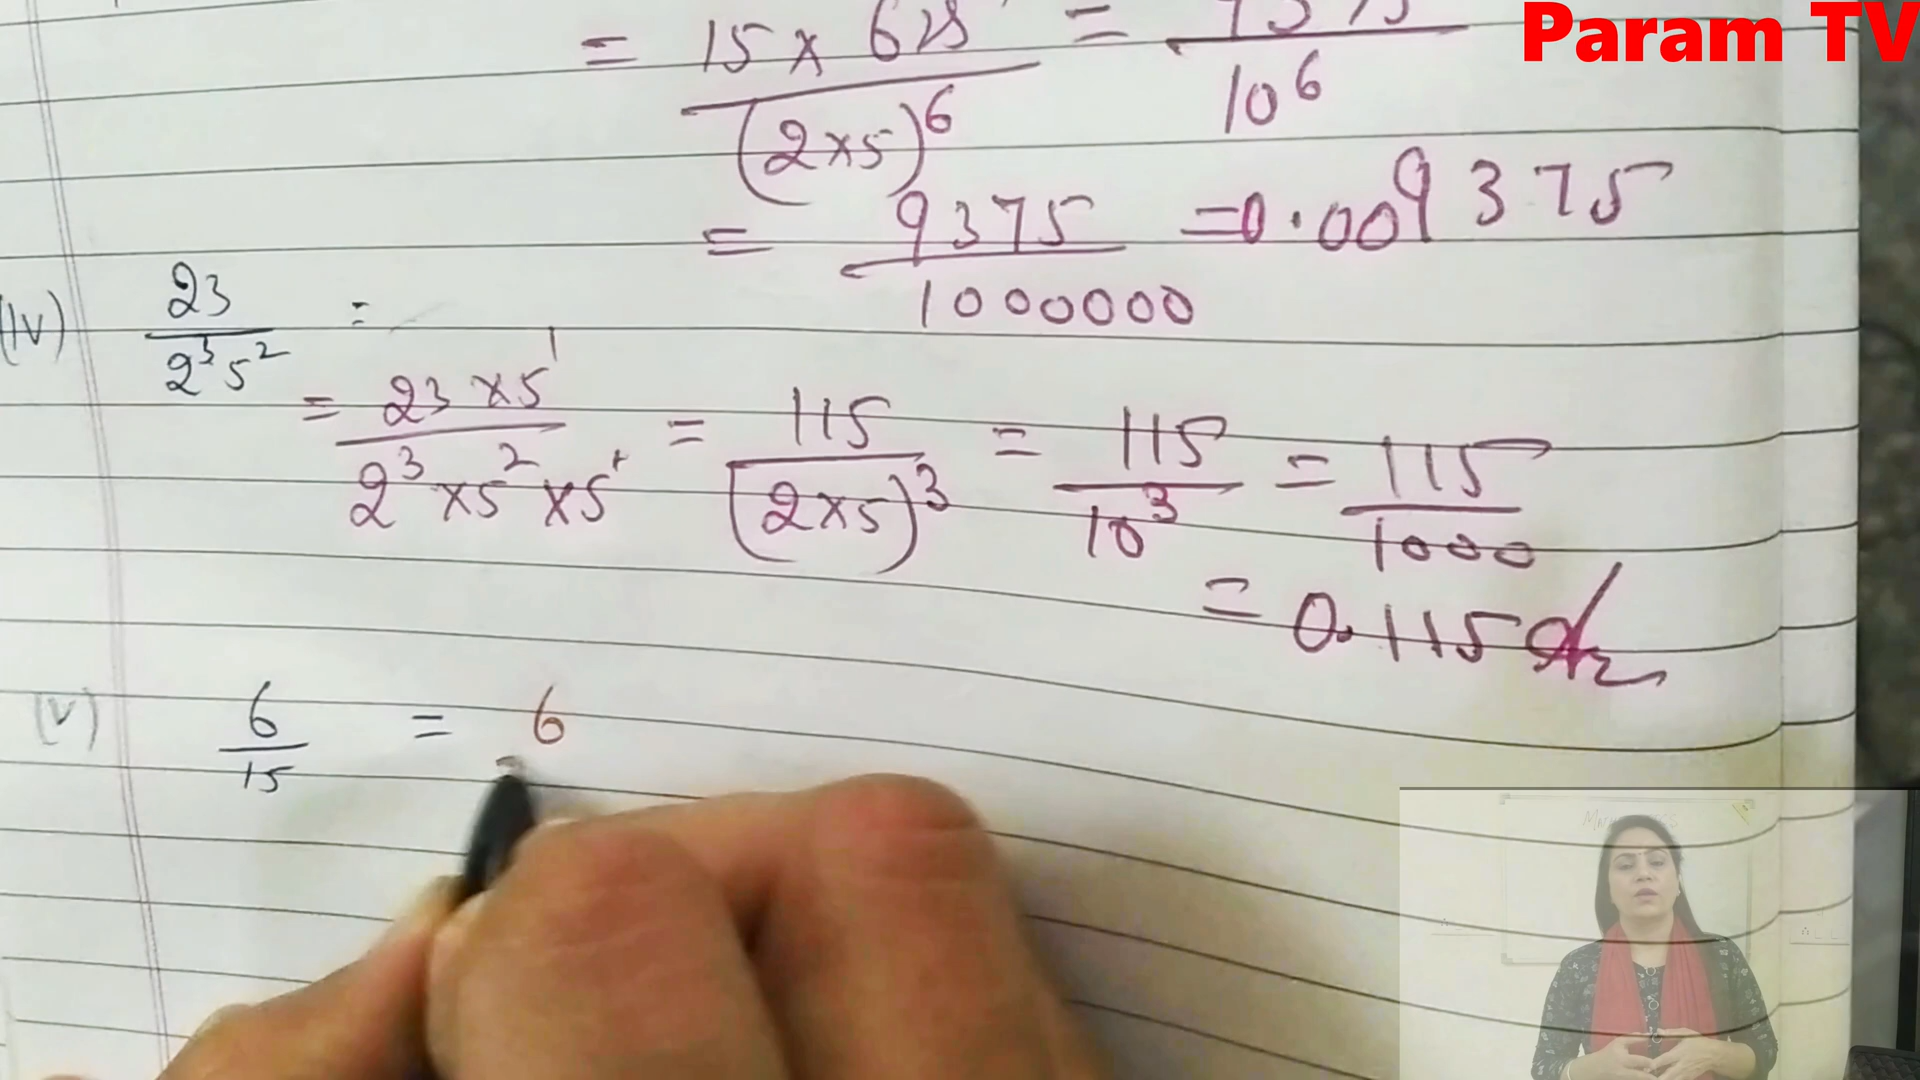 Param TV
= 15 × 625 / (2×5)^6 = 9375 / 10^6
= 9375 / 1000000 = 0.009375
(iv) 23 / 2^3 5^2 =
= 23 × 5^1 / 2^3 × 5^2 × 5^1 = 115 / (2×5)^3 = 115 / 10^3 = 115 / 1000
= 0.115
(v) 6 / 15 = 6